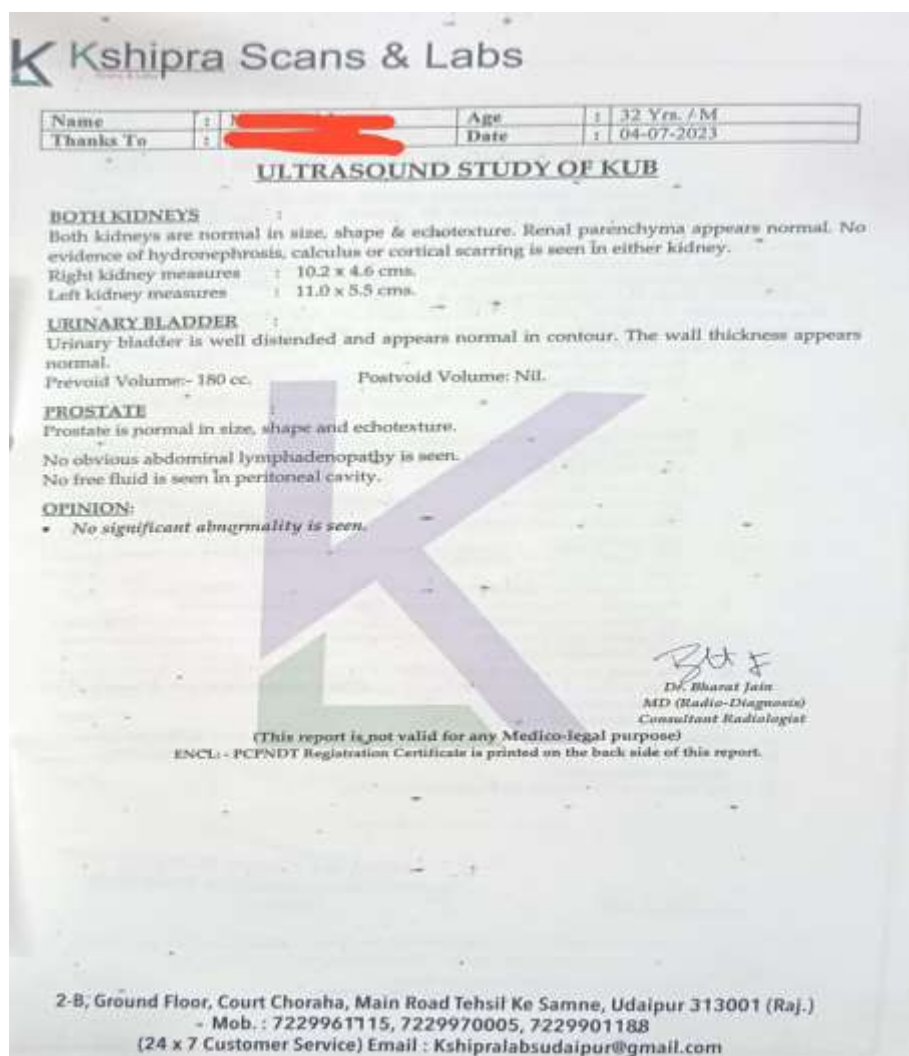 Kshipra Scans & Labs
Name : Age : 32 Yrs. / M
Thanks To : Date : 04-07-2023
ULTRASOUND STUDY OF KUB
BOTH KIDNEYS :
Both kidneys are normal in size, shape & echotexture. Renal parenchyma appears normal. No
evidence of hydronephrosis, calculus or cortical scarring is seen in either kidney.
Right kidney measures : 10.2 x 4.6 cms.
Left kidney measures : 11.0 x 5.5 cms.
URINARY BLADDER :
Urinary bladder is well distended and appears normal in contour. The wall thickness appears
normal.
Prevoid Volume:- 180 cc. Postvoid Volume: Nil.
PROSTATE :
Prostate is normal in size, shape and echotexture.
No obvious abdominal lymphadenopathy is seen.
No free fluid is seen in peritoneal cavity.
OPINION:
• No significant abnormality is seen.
Dr. Bharat Jain
MD (Radio-Diagnosis)
Consultant Radiologist
(This report is not valid for any Medico-legal purpose)
ENCL: - PCPNDT Registration Certificate is printed on the back side of this report.
2-B, Ground Floor, Court Choraha, Main Road Tehsil Ke Samne, Udaipur 313001 (Raj.)
- Mob. : 7229961115, 7229970005, 7229901188
(24 x 7 Customer Service) Email : Kshipralabsudaipur@gmail.com